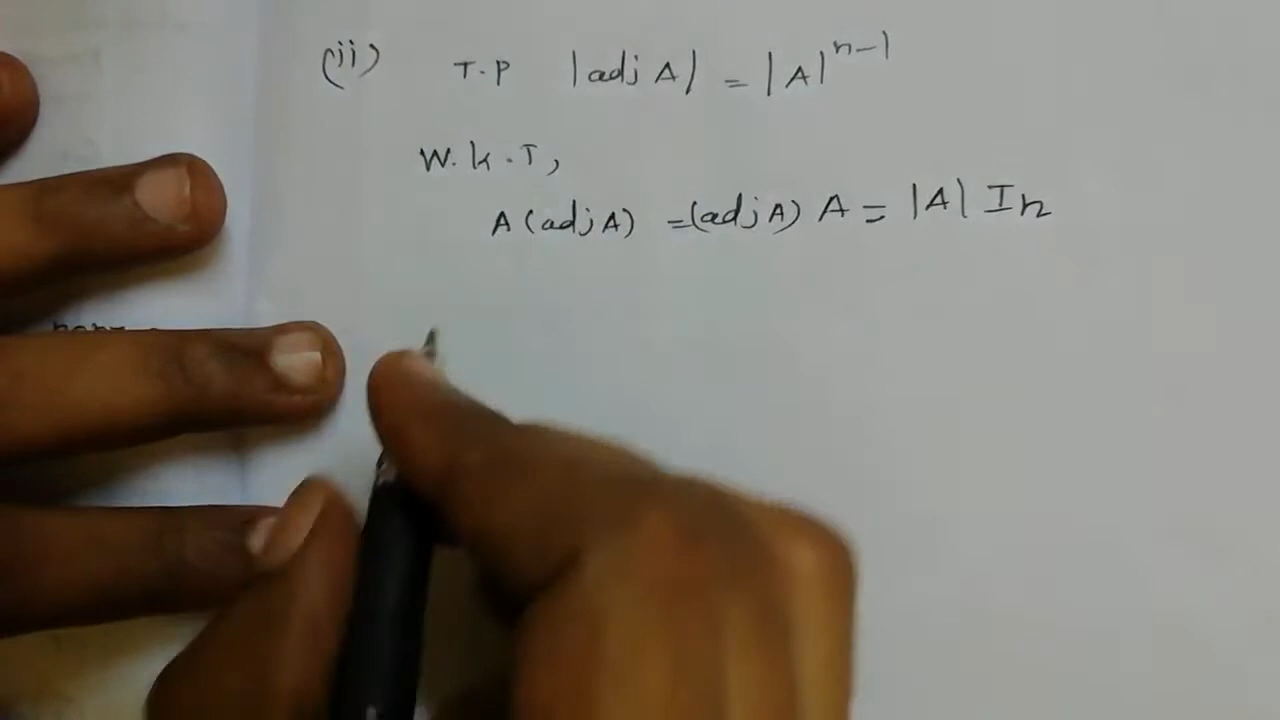 (ii) T.P |adj A| = |A|^{n-1}
W.K.T,
A (adj A) = (adj A) A = |A| In